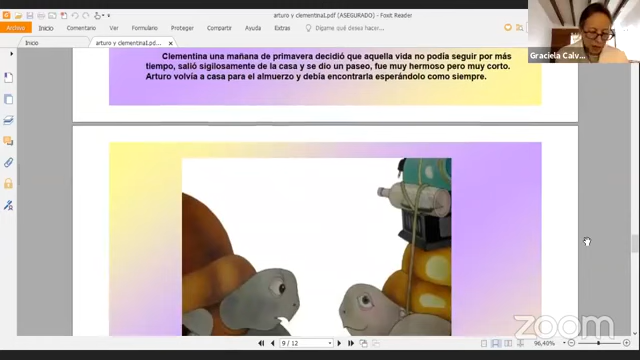 arturo y clementina1.pdf (ASEGURADO) - Foxit Reader
Archivo Inicio Comentario Ver Formulario Proteger Compartir Ayuda Dígame qué desea hacer...
Inicio arturo y clementina1.pd...
Graciela Calv...
Clementina una mañana de primavera decidió que aquella vida no podía seguir por más
tiempo, salió sigilosamente de la casa y se dio un paseo, fue muy hermoso pero muy corto.
Arturo volvía a casa para el almuerzo y debía encontrarla esperándolo como siempre.
zoom
9 / 12 96,40%